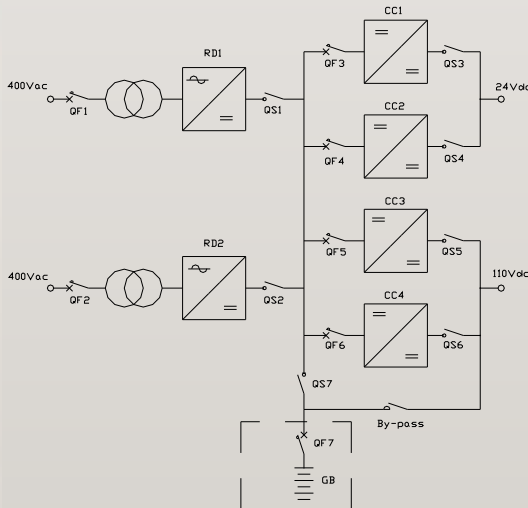 CC1
RD1
400Vac
QF1
QS1
QF3
QS3
24Vdc
CC2
QF4
QS4
CC3
RD2
400Vac
QF2
QS2
QF5
QS5
110Vdc
CC4
QF6
QS6
QS7
By-pass
QF7
GB